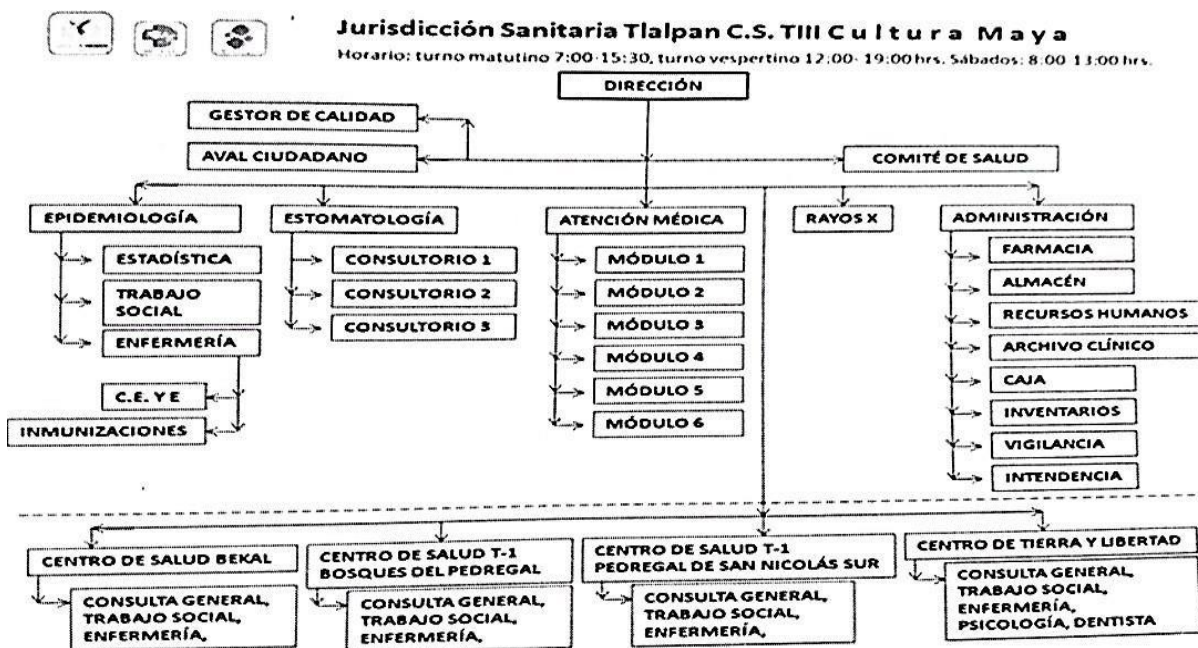 Jurisdicción Sanitaria Tlalpan C.S. TIII Cultura Maya
Horario: turno matutino 7:00-15:30, turno vespertino 12:00- 19:00 hrs. Sábados: 8:00 13:00 hrs.
DIRECCIÓN
GESTOR DE CALIDAD
AVAL CIUDADANO
COMITÉ DE SALUD
EPIDEMIOLOGÍA
ESTOMATOLOGÍA
ATENCIÓN MÉDICA
RAYOS X
ADMINISTRACIÓN
ESTADÍSTICA
TRABAJO
SOCIAL
ENFERMERÍA
C.E. Y E
INMUNIZACIONES
CONSULTORIO 1
CONSULTORIO 2
CONSULTORIO 3
MÓDULO 1
MÓDULO 2
MÓDULO 3
MÓDULO 4
MÓDULO 5
MÓDULO 6
FARMACIA
ALMACÉN
RECURSOS HUMANOS
ARCHIVO CLÍNICO
CAJA
INVENTARIOS
VIGILANCIA
INTENDENCIA
CENTRO DE SALUD BEKAL
CONSULTA GENERAL,
TRABAJO SOCIAL,
ENFERMERÍA,
CENTRO DE SALUD T-1
BOSQUES DEL PEDREGAL
CONSULTA GENERAL,
TRABAJO SOCIAL,
ENFERMERÍA,
CENTRO DE SALUD T-1
PEDREGAL DE SAN NICOLÁS SUR
CONSULTA GENERAL,
TRABAJO SOCIAL,
ENFERMERÍA,
CENTRO DE TIERRA Y LIBERTAD
CONSULTA GENERAL,
TRABAJO SOCIAL,
ENFERMERÍA,
PSICOLOGÍA, DENTISTA